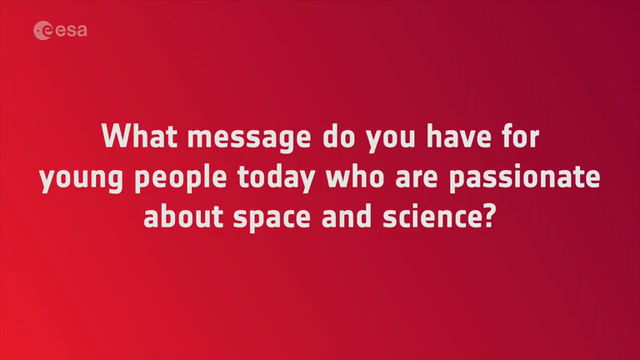 esa
What message do you have for
young people today who are passionate
about space and science?